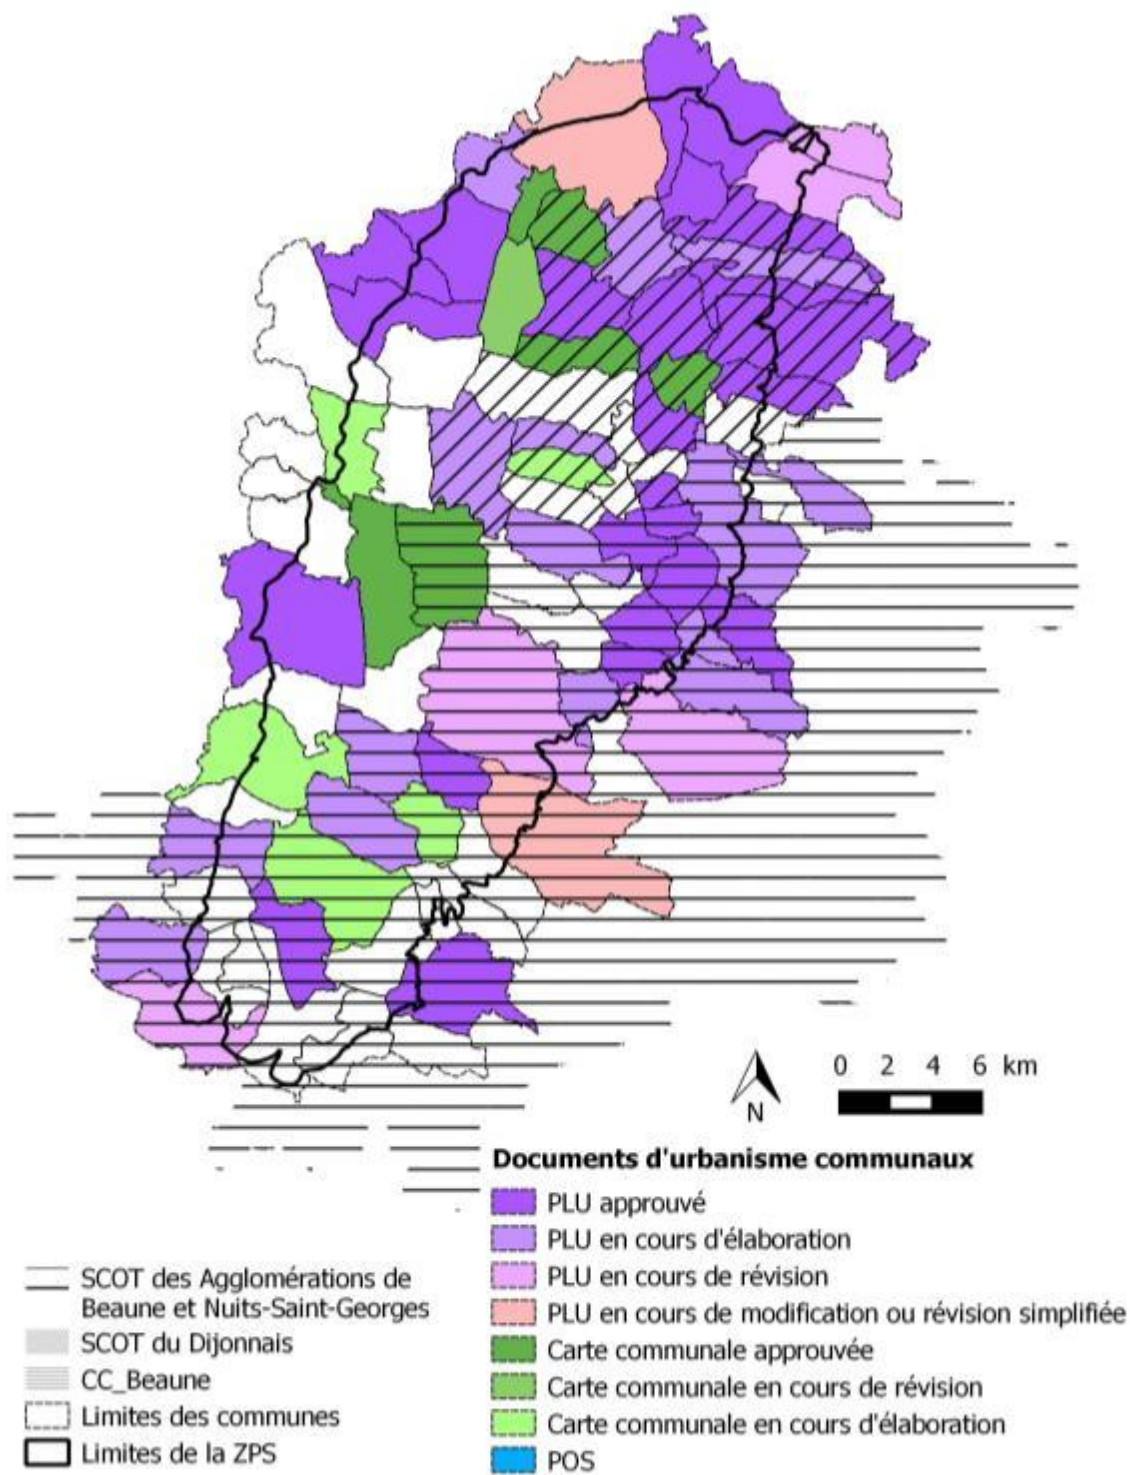 0 2 4 6 km
N
Documents d'urbanisme communaux
PLU approuvé
PLU en cours d'élaboration
PLU en cours de révision
PLU en cours de modification ou révision simplifiée
Carte communale approuvée
Carte communale en cours de révision
Carte communale en cours d'élaboration
POS
SCOT des Agglomérations de
Beaune et Nuits-Saint-Georges
SCOT du Dijonnais
CC_Beaune
Limites des communes
Limites de la ZPS